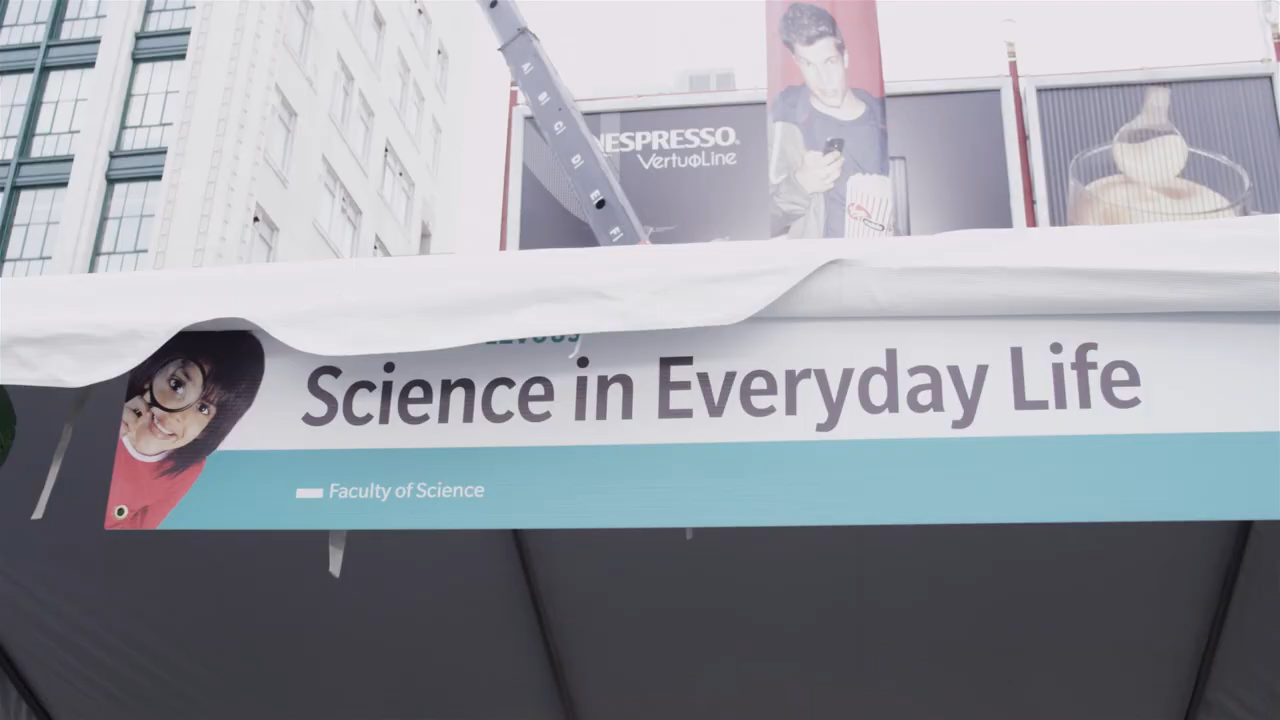 NESPRESSO.
VertuoLine
A!
B!
C!
D!
E!
F!
Science in Everyday Life
Faculty of Science